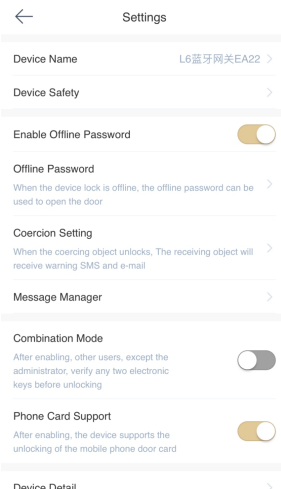 Settings
Device Name L6蓝牙网关EA22
Device Safety
Enable Offline Password
Offline Password
When the device lock is offline, the offline password can be
used to open the door
Coercion Setting
When the coercing object unlocks, The receiving object will
receive warning SMS and e-mail
Message Manager
Combination Mode
After enabling, other users, except the
administrator, verify any two electronic
keys before unlocking
Phone Card Support
After enabling, the device supports the
unlocking of the mobile phone door card
Device Detail